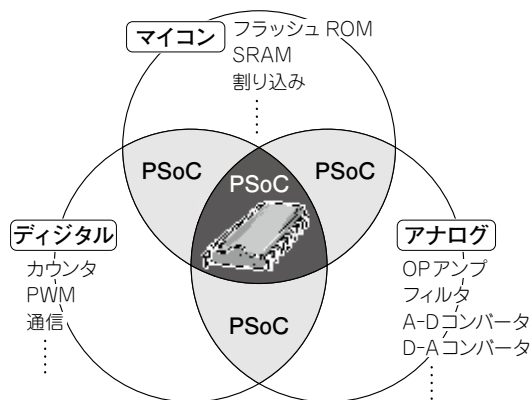 マイコン
フラッシュ ROM
SRAM
割り込み
PSoC
PSoC
PSoC
ディジタル
カウンタ
PWM
通信
アナログ
OPアンプ
フィルタ
A-Dコンバータ
D-Aコンバータ
PSoC